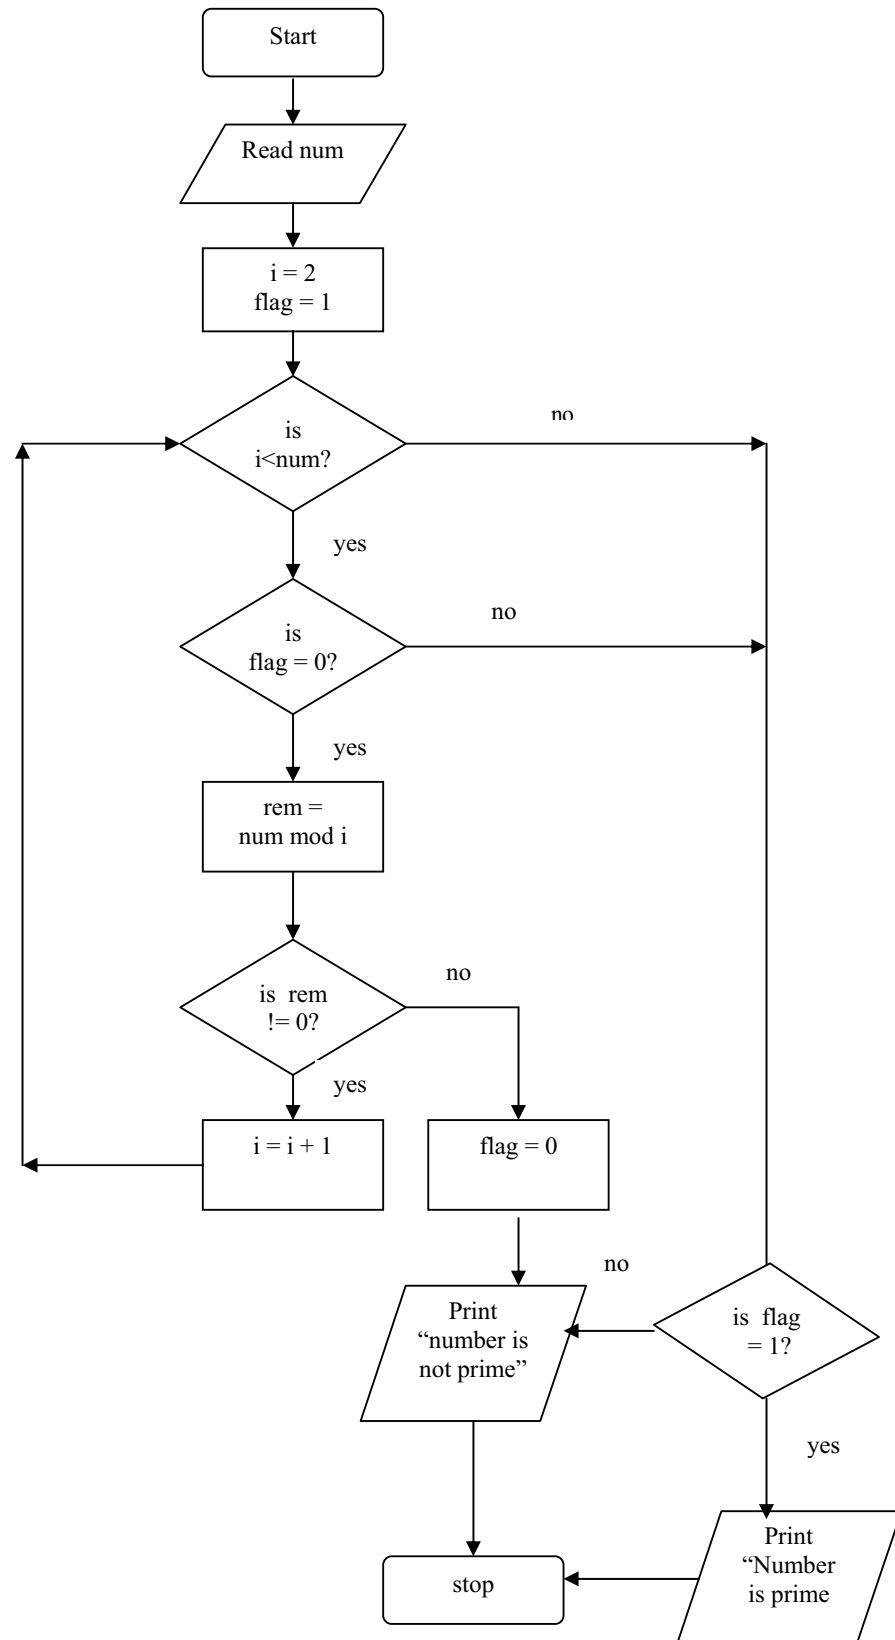 Start
Read num
i = 2
flag = 1
is
i<num?
no
yes
is
flag = 0?
no
yes
rem =
num mod i
is rem
!= 0?
no
yes
i = i + 1
flag = 0
no
Print
“number is
not prime”
is flag
= 1?
yes
Print
“Number
is prime
stop